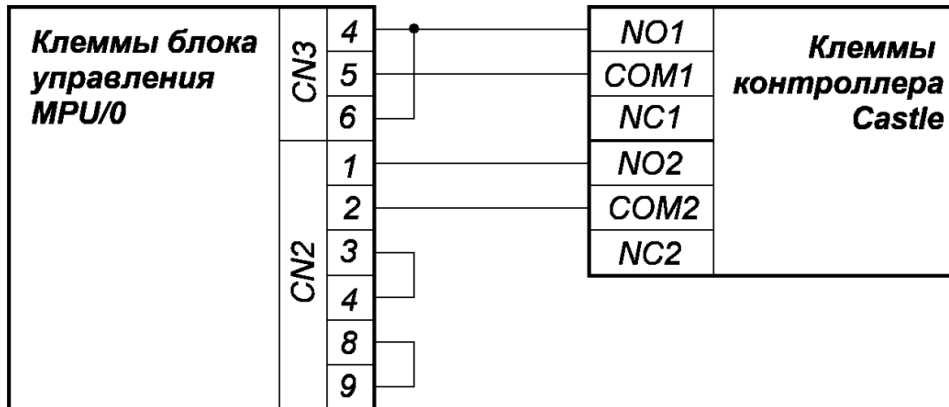 Клеммы блока
управления
MPU/0
CN3
4
5
6
CN2
1
2
3
4
8
9
NO1
COM1
NC1
NO2
COM2
NC2
Клеммы
контроллера
Castle